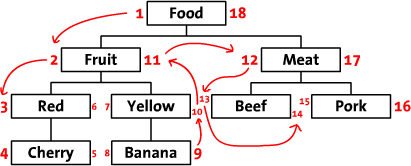 1 Food 18
2 Fruit 11 12 Meat 17
3 Red 6 7 Yellow 10 13 Beef 14 15 Pork 16
4 Cherry 5 8 Banana 9